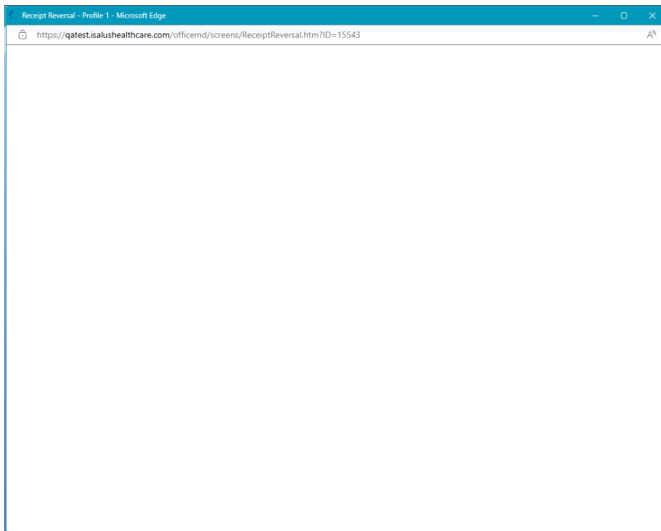 Receipt Reversal - Profile 1 - Microsoft Edge
https://qatest.isalushealthcare.com/officemd/screens/ReceiptReversal.htm?ID=15543